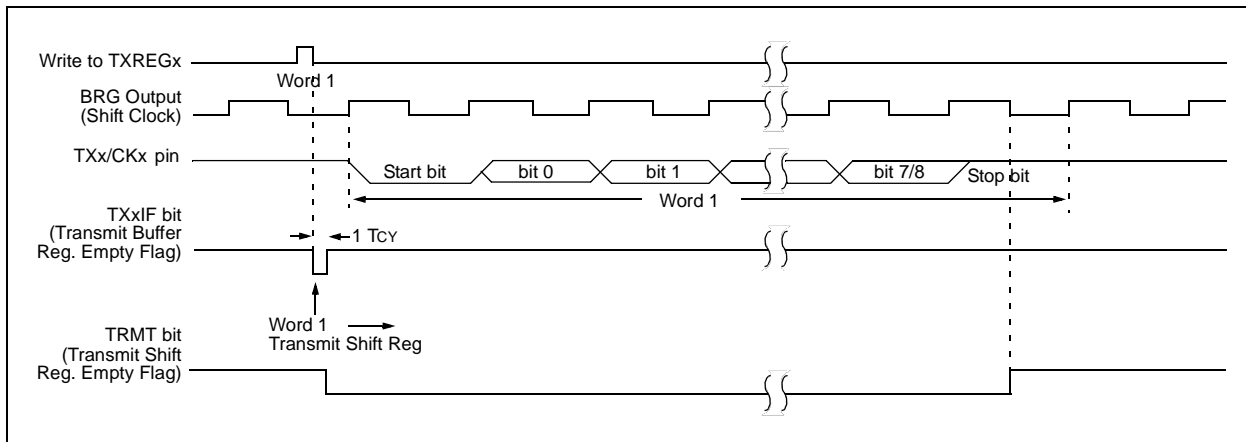 Write to TXREGx
Word 1
BRG Output
(Shift Clock)
TXx/CKx pin
Start bit
bit 0
bit 1
bit 7/8
Stop bit
Word 1
TXxIF bit
(Transmit Buffer
Reg. Empty Flag)
1 TCY
Word 1
Transmit Shift Reg
TRMT bit
(Transmit Shift
Reg. Empty Flag)